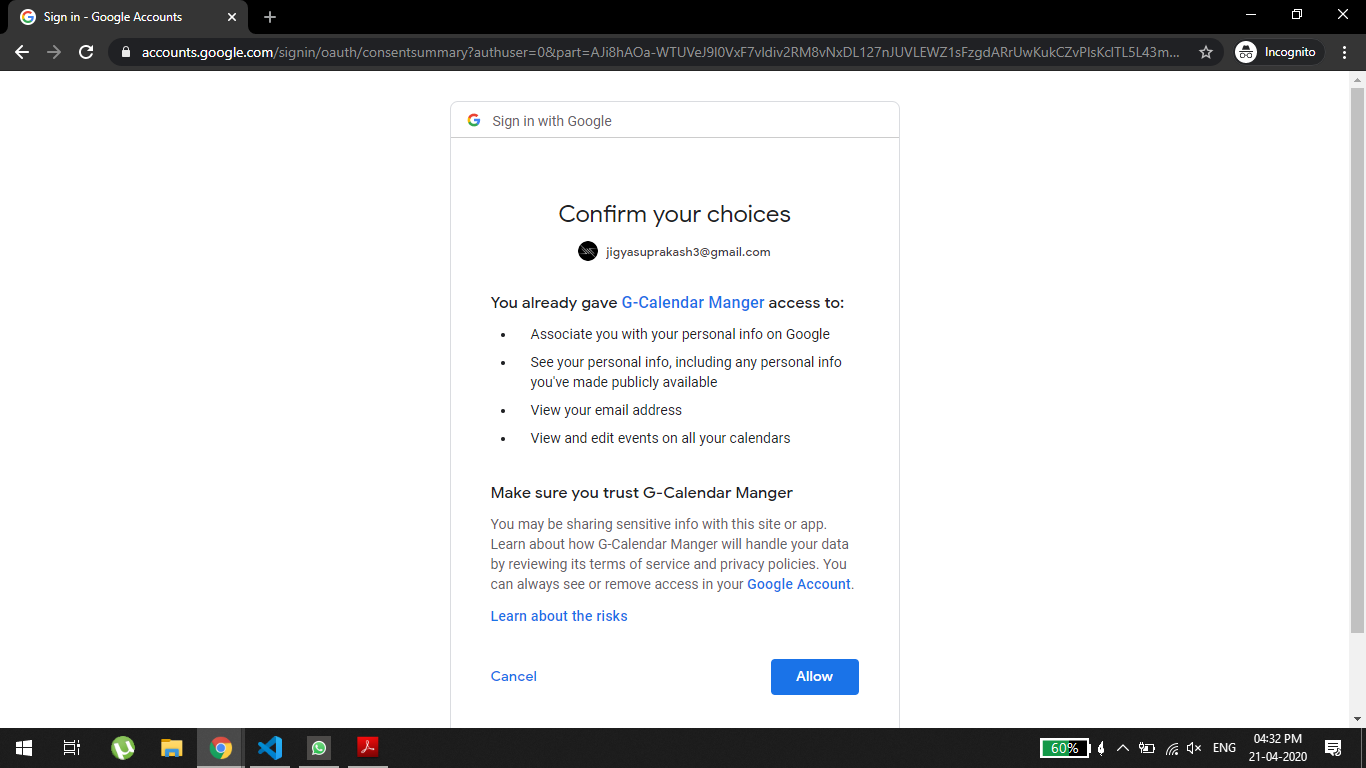 Sign in - Google Accounts
accounts.google.com/signin/oauth/consentsummary?authuser=0&part=AJi8hAOa-WTUVeJ9I0VxF7vIdiv2RM8vNxDL127nJUVLEWZ1sFzgdARrUwKukCZvPlsKclTL5L43m...
Incognito
Sign in with Google
Confirm your choices
jigyasuprakash3@gmail.com
You already gave G-Calendar Manger access to:
• Associate you with your personal info on Google
• See your personal info, including any personal info
you've made publicly available
• View your email address
• View and edit events on all your calendars
Make sure you trust G-Calendar Manger
You may be sharing sensitive info with this site or app.
Learn about how G-Calendar Manger will handle your data
by reviewing its terms of service and privacy policies. You
can always see or remove access in your Google Account.
Learn about the risks
Cancel
Allow
60%
ENG
04:32 PM
21-04-2020